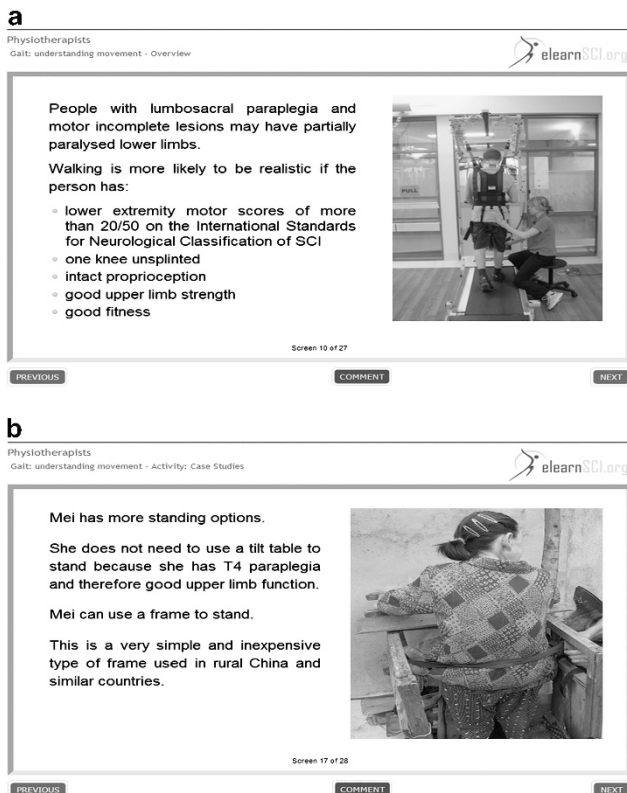 a
Physiotherapists
Gait: understanding movement - Overview
elearnSCI.org
People with lumbosacral paraplegia and
motor incomplete lesions may have partially
paralysed lower limbs.
Walking is more likely to be realistic if the
person has:
lower extremity motor scores of more
than 20/50 on the International Standards
for Neurological Classification of SCI
one knee unsplinted
intact proprioception
good upper limb strength
good fitness
PULL
Screen 10 of 27
PREVIOUS
COMMENT
NEXT
b
Physiotherapists
Gait: understanding movement - Activity: Case Studies
elearnSCI.org
Mei has more standing options.
She does not need to use a tilt table to
stand because she has T4 paraplegia
and therefore good upper limb function.
Mei can use a frame to stand.
This is a very simple and inexpensive
type of frame used in rural China and
similar countries.
Screen 17 of 28
PREVIOUS
COMMENT
NEXT